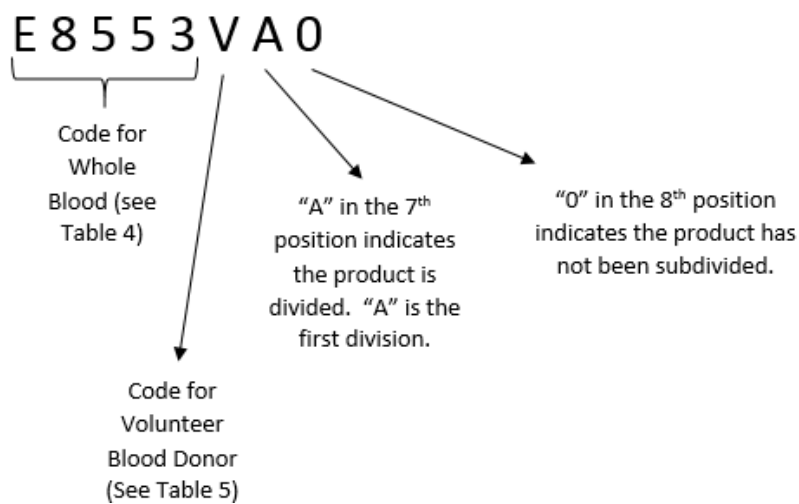 E 8 5 5 3 V A 0
Code for
Whole
Blood (see
Table 4)
"A" in the 7th
position indicates
the product is
divided. "A" is the
first division.
"0" in the 8th position
indicates the product has
not been subdivided.
Code for
Volunteer
Blood Donor
(See Table 5)